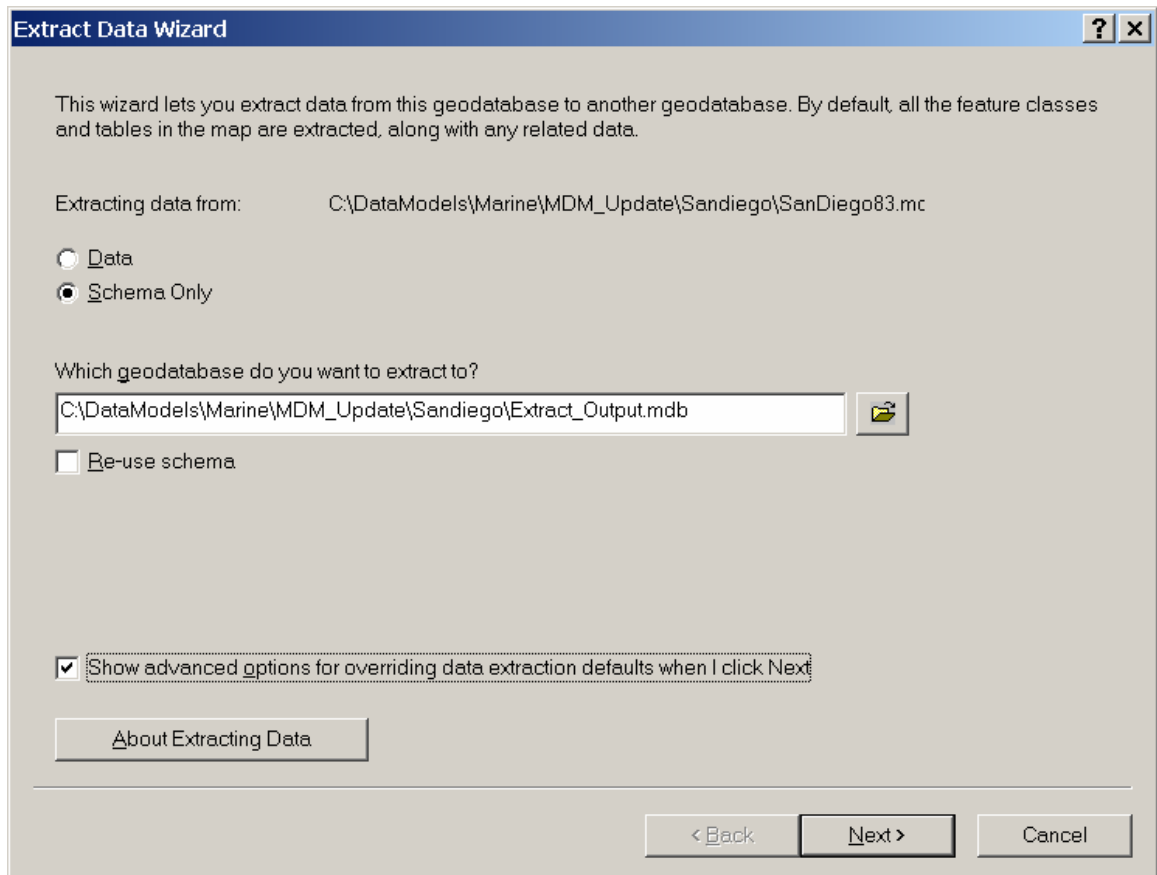 Extract Data Wizard
?
This wizard lets you extract data from this geodatabase to another geodatabase. By default, all the feature classes
and tables in the map are extracted, along with any related data.
Extracting data from: C:\DataModels\Marine\MDM_Update\Sandiego\SanDiego83.mc
Data
Schema Only
Which geodatabase do you want to extract to?
C:\DataModels\Marine\MDM_Update\Sandiego\Extract_Output.mdb
Re-use schema
Show advanced options for overriding data extraction defaults when I click Next
About Extracting Data
< Back Next > Cancel